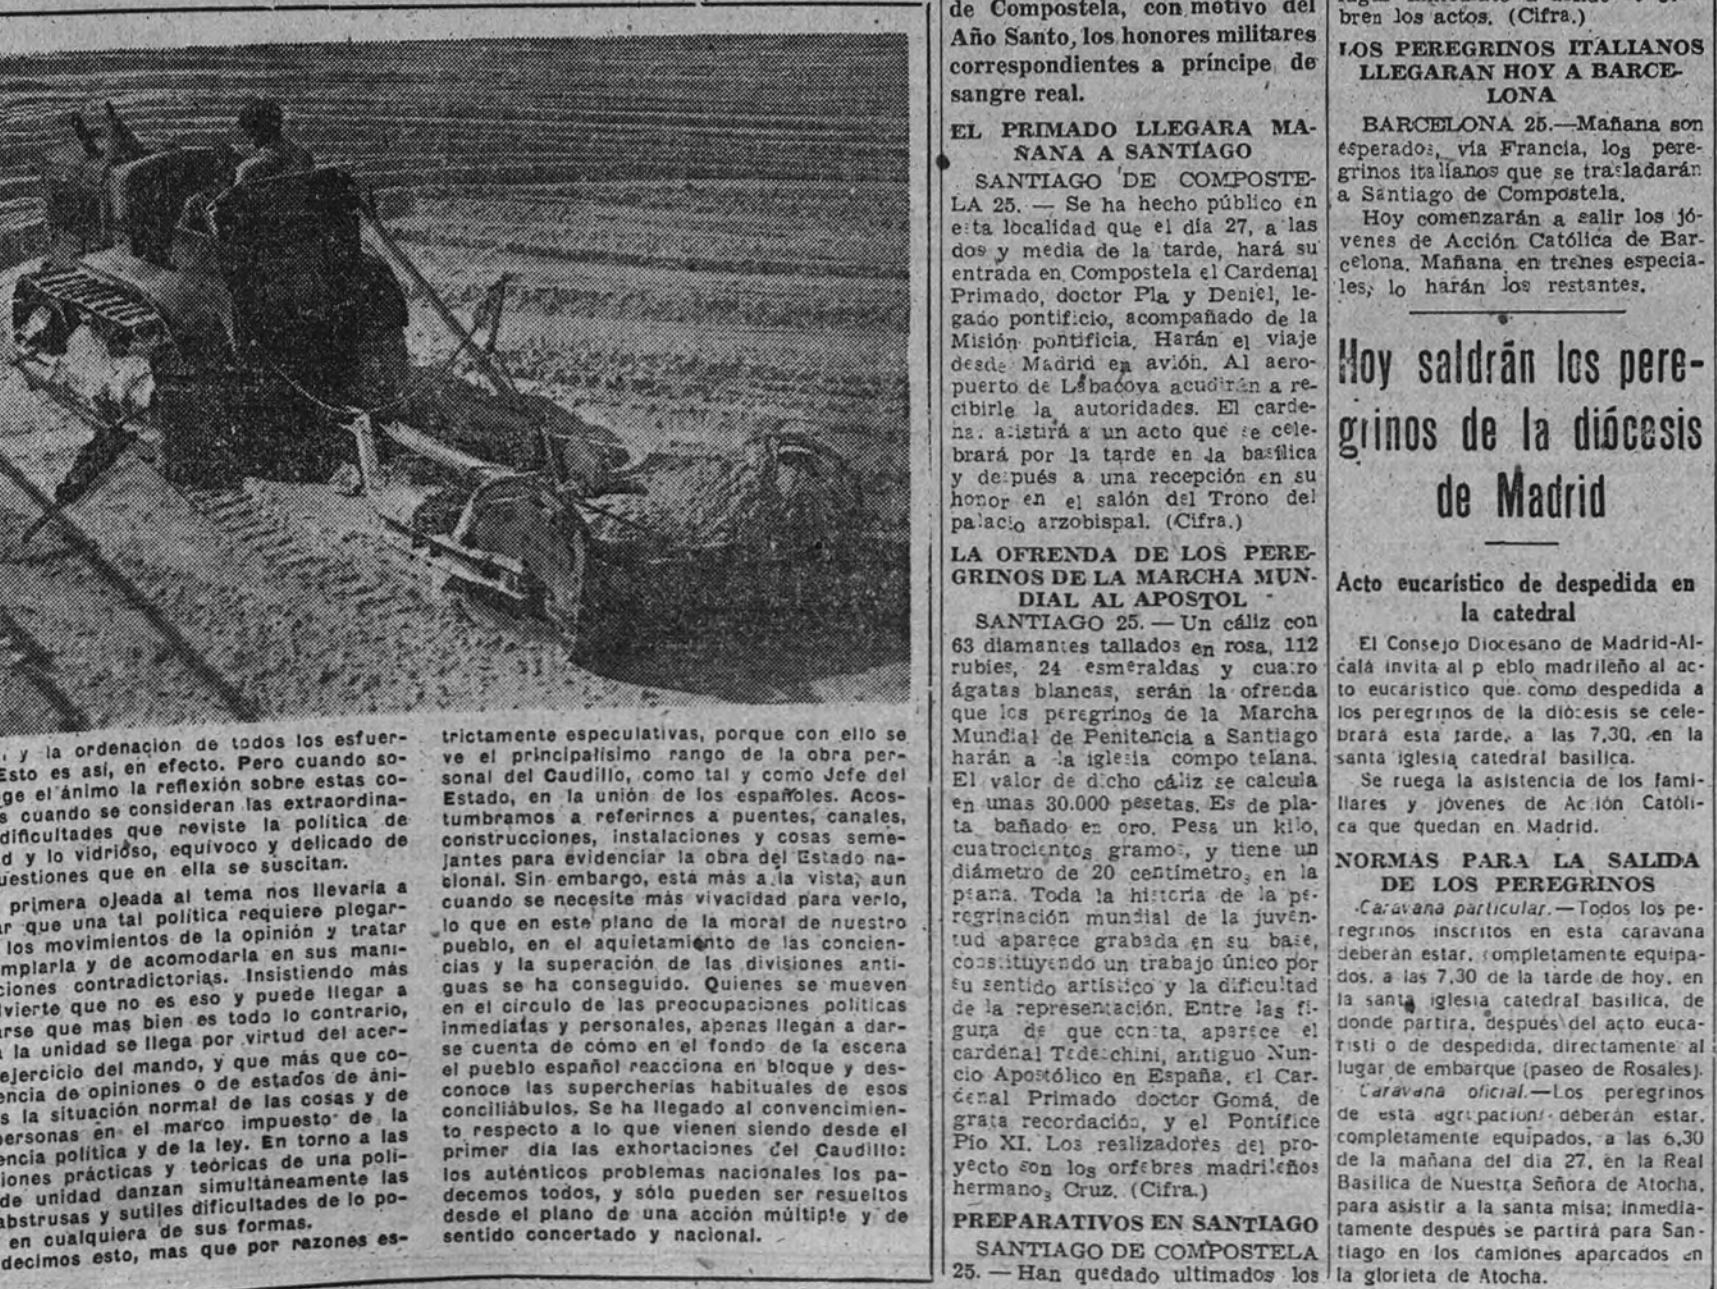 , y la ordenación de todos los esfuer-
Esto es así, en efecto. Pero cuando so-
ge el ánimo la reflexión sobre estas co-
s cuando se consideran las extraordina-
dificultades que reviste la política de
d y lo vidrioso, equívoco y delicado de
uestiones que en ella se suscitan.
primera ojeada al tema nos llevaría a
ar que una tal política requiere plegar-
los movimientos de la opinión y tratar
mplarla y de acomodarla en sus mani-
ciones contradictorias. Insistiendo más
lvierte que no es eso y puede llegar a
arse que mas bien es todo lo contrario,
a la unidad se llega por virtud del acer-
ejercicio del mando, y que más que co-
encia de opiniones o de estados de áni-
s la situación normal de las cosas y de
personas en el marco impuesto de la
encia política y de la ley. En torno a las
iones prácticas y teóricas de una polí-
de unidad danzan simultáneamente las
abstrusas y sutiles dificultades de lo po-
en cualquiera de sus formas.
decimos esto, mas que por razones es-
trictamente especulativas, porque con ello se
ve el principalísimo rango de la obra per-
sonal del Caudillo, como tal y como Jefe del
Estado, en la unión de los españoles. Acos-
tumbramos a referirnos a puentes, canales,
construcciones, instalaciones y cosas seme-
jantes para evidenciar la obra del Estado na-
cional. Sin embargo, está más a la vista, aun
cuando se necesite más vivacidad para verlo,
lo que en este plano de la moral de nuestro
pueblo, en el aquietamiento de las concien-
cias y la superación de las divisiones anti-
guas se ha conseguido. Quienes se mueven
en el círculo de las preocupaciones políticas
inmediatas y personales, apenas llegan a dar-
se cuenta de cómo en el fondo de la escena
el pueblo español reacciona en bloque y des-
conoce las supercherías habituales de esos
conciliábulos. Se ha llegado al convencimien-
to respecto a lo que vienen siendo desde el
primer día las exhortaciones del Caudillo:
los auténticos problemas nacionales los pa-
decemos todos, y sólo pueden ser resueltos
desde el plano de una acción múltiple y de
sentido concertado y nacional.
de Compostela, con motivo del
Año Santo, los honores militares
correspondientes a príncipe de
sangre real.
EL PRIMADO LLEGARA MA-
ÑANA A SANTIAGO
SANTIAGO DE COMPOSTE-
LA 25. — Se ha hecho público en
esta localidad que el día 27, a las
dos y media de la tarde, hará su
entrada en Compostela el Cardenal
Primado, doctor Pla y Deniel, le-
gado pontificio, acompañado de la
Misión pontificia. Harán el viaje
desde Madrid en avión. Al aero-
puerto de Labacoya acudirán a re-
cibirle la autoridades. El carde-
nal asistirá a un acto que se cele-
brará por la tarde en la basílica
y después a una recepción en su
honor en el salón del Trono del
palacio arzobispal. (Cifra.)
LA OFRENDA DE LOS PERE-
GRINOS DE LA MARCHA MUN-
DIAL AL APOSTOL
SANTIAGO 25. — Un cáliz con
63 diamantes tallados en rosa, 112
rubíes, 24 esmeraldas y cuatro
ágatas blancas, serán la ofrenda
que los peregrinos de la Marcha
Mundial de Penitencia a Santiago
harán a la iglesia compo telana.
El valor de dicho cáliz se calcula
en unas 30.000 pesetas. Es de pla-
ta bañado en oro. Pesa un kilo,
cuatrocientos gramos, y tiene un
diámetro de 20 centímetros en la
peana. Toda la historia de la pe-
regrinación mundial de la juven-
tud aparece grabada en su base,
constituyendo un trabajo único por
su sentido artístico y la dificultad
de la representación. Entre las fi-
gura de que consta, aparece el
cardenal Tedeschini, antiguo Nun-
cio Apostólico en España, el Car-
denal Primado doctor Gomá, de
grata recordación, y el Pontífice
Pío XI. Los realizadores del pro-
yecto son los orfebres madrileños
hermanos Cruz. (Cifra.)
PREPARATIVOS EN SANTIAGO
SANTIAGO DE COMPOSTELA
25. — Han quedado ultimados los
bren los actos. (Cifra.)
LOS PEREGRINOS ITALIANOS
LLEGARAN HOY A BARCE-
LONA
BARCELONA 25.—Mañana son
esperados, vía Francia, los pere-
grinos italianos que se trasladarán
a Santiago de Compostela.
Hoy comenzarán a salir los jó-
venes de Acción Católica de Bar-
celona. Mañana, en trenes especia-
les, lo harán los restantes.
Hoy saldrán los pere-
grinos de la diócesis
de Madrid
Acto eucarístico de despedida en
la catedral
El Consejo Diocesano de Madrid-Al-
calá invita al p eblo madrileño al ac-
to eucarístico que como despedida a
los peregrinos de la diócesis se cele-
brará esta tarde, a las 7,30, en la
santa iglesia catedral basílica.
Se ruega la asistencia de los fami-
liares y jóvenes de Ac ión Católi-
ca que quedan en Madrid.
NORMAS PARA LA SALIDA
DE LOS PEREGRINOS
Caravana particular.—Todos los pe-
regrinos inscritos en esta caravana
deberán estar, completamente equipa-
dos, a las 7,30 de la tarde de hoy, en
la santa iglesia catedral basílica, de
donde partirá, después del acto euca-
rísti o de despedida, directamente al
lugar de embarque (paseo de Rosales).
Caravana oficial.—Los peregrinos
de esta agrupación deberán estar,
completamente equipados, a las 6,30
de la mañana del día 27, en la Real
Basílica de Nuestra Señora de Atocha,
para asistir a la santa misa; inmedia-
tamente después se partirá para San-
tiago en los camiones aparcados en
la glorieta de Atocha.